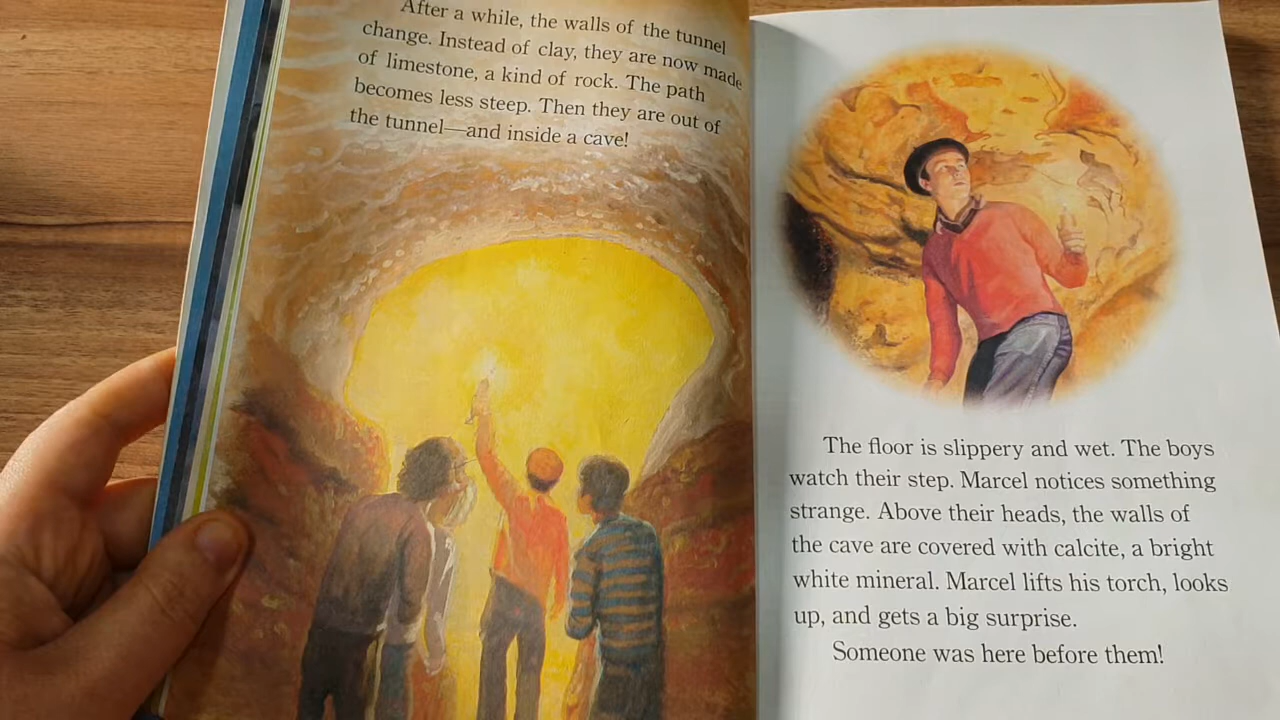 After a while, the walls of the tunnel
change. Instead of clay, they are now made
of limestone, a kind of rock. The path
becomes less steep. Then they are out of
the tunnel—and inside a cave!
The floor is slippery and wet. The boys
watch their step. Marcel notices something
strange. Above their heads, the walls of
the cave are covered with calcite, a bright
white mineral. Marcel lifts his torch, looks
up, and gets a big surprise.
Someone was here before them!